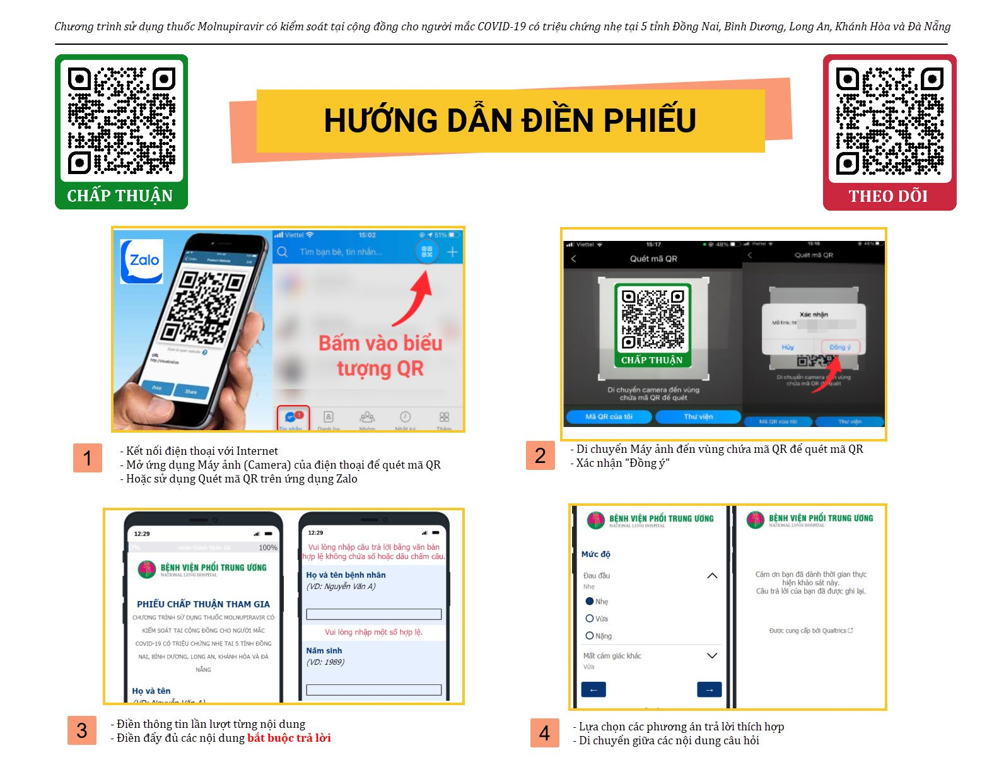 Chương trình sử dụng thuốc Molnupiravir có kiểm soát tại cộng đồng cho người mắc COVID-19 có triệu chứng nhẹ tại 5 tỉnh Đồng Nai, Bình Dương, Long An, Khánh Hòa và Đà Nẵng
CHẤP THUẬN
HƯỚNG DẪN ĐIỀN PHIẾU
THEO DÕI
Zalo
Product Website
Scan to open website
URL
Print
Share
Viettel 15:02 51%
Tìm bạn bè, tin nhắn...
Bấm vào biểu
tượng QR
1
Tin nhắn Danh bạ Nhóm Nhật ký Thêm
Viettel 15:17 48%
Quét mã QR
CHẤP THUẬN
Di chuyển camera đến vùng
chứa mã QR để quét
Mã QR của tôi Thư viện
Viettel 15:18 48%
Quét mã QR
Xác nhận
Mở link: ht
Hủy Đồng ý
Di chuyển camera đến vùng
chứa mã QR để quét
Mã QR của tôi Thư viện
1
- Kết nối điện thoại với Internet
- Mở ứng dụng Máy ảnh (Camera) của điện thoại để quét mã QR
- Hoặc sử dụng Quét mã QR trên ứng dụng Zalo
2
- Di chuyển Máy ảnh đến vùng chứa mã QR để quét mã QR
- Xác nhận "Đồng ý"
12:29
0% Hoàn thành khảo sát 100%
BỆNH VIỆN PHỔI TRUNG ƯƠNG
NATIONAL LUNG HOSPITAL
PHIẾU CHẤP THUẬN THAM GIA
CHƯƠNG TRÌNH SỬ DỤNG THUỐC MOLNUPIRAVIR CÓ
KIỂM SOÁT TẠI CỘNG ĐỒNG CHO NGƯỜI MẮC
COVID-19 CÓ TRIỆU CHỨNG NHẸ TẠI 5 TỈNH ĐỒNG
NAI, BÌNH DƯƠNG, LONG AN, KHÁNH HÒA VÀ ĐÀ
NẴNG
Họ và tên
(VD: Nguyễn Văn A)
12:29
Vui lòng nhập câu trả lời bằng văn bản
hợp lệ không chứa số hoặc dấu chấm câu.
Họ và tên bệnh nhân
(VD: Nguyễn Văn A)
Vui lòng nhập một số hợp lệ.
Năm sinh
(VD: 1989)
BỆNH VIỆN PHỔI TRUNG ƯƠNG
NATIONAL LUNG HOSPITAL
Mức độ
Đau đầu
Nhẹ
Nhẹ
Vừa
Nặng
Mất cảm giác khác
Vừa
← →
BỆNH VIỆN PHỔI TRUNG ƯƠNG
NATIONAL LUNG HOSPITAL
Cảm ơn bạn đã dành thời gian thực
hiện khảo sát này.
Câu trả lời của bạn đã được ghi lại.
Được cung cấp bởi Qualtrics
3
- Điền thông tin lần lượt từng nội dung
- Điền đầy đủ các nội dung bắt buộc trả lời
4
- Lựa chọn các phương án trả lời thích hợp
- Di chuyển giữa các nội dung câu hỏi